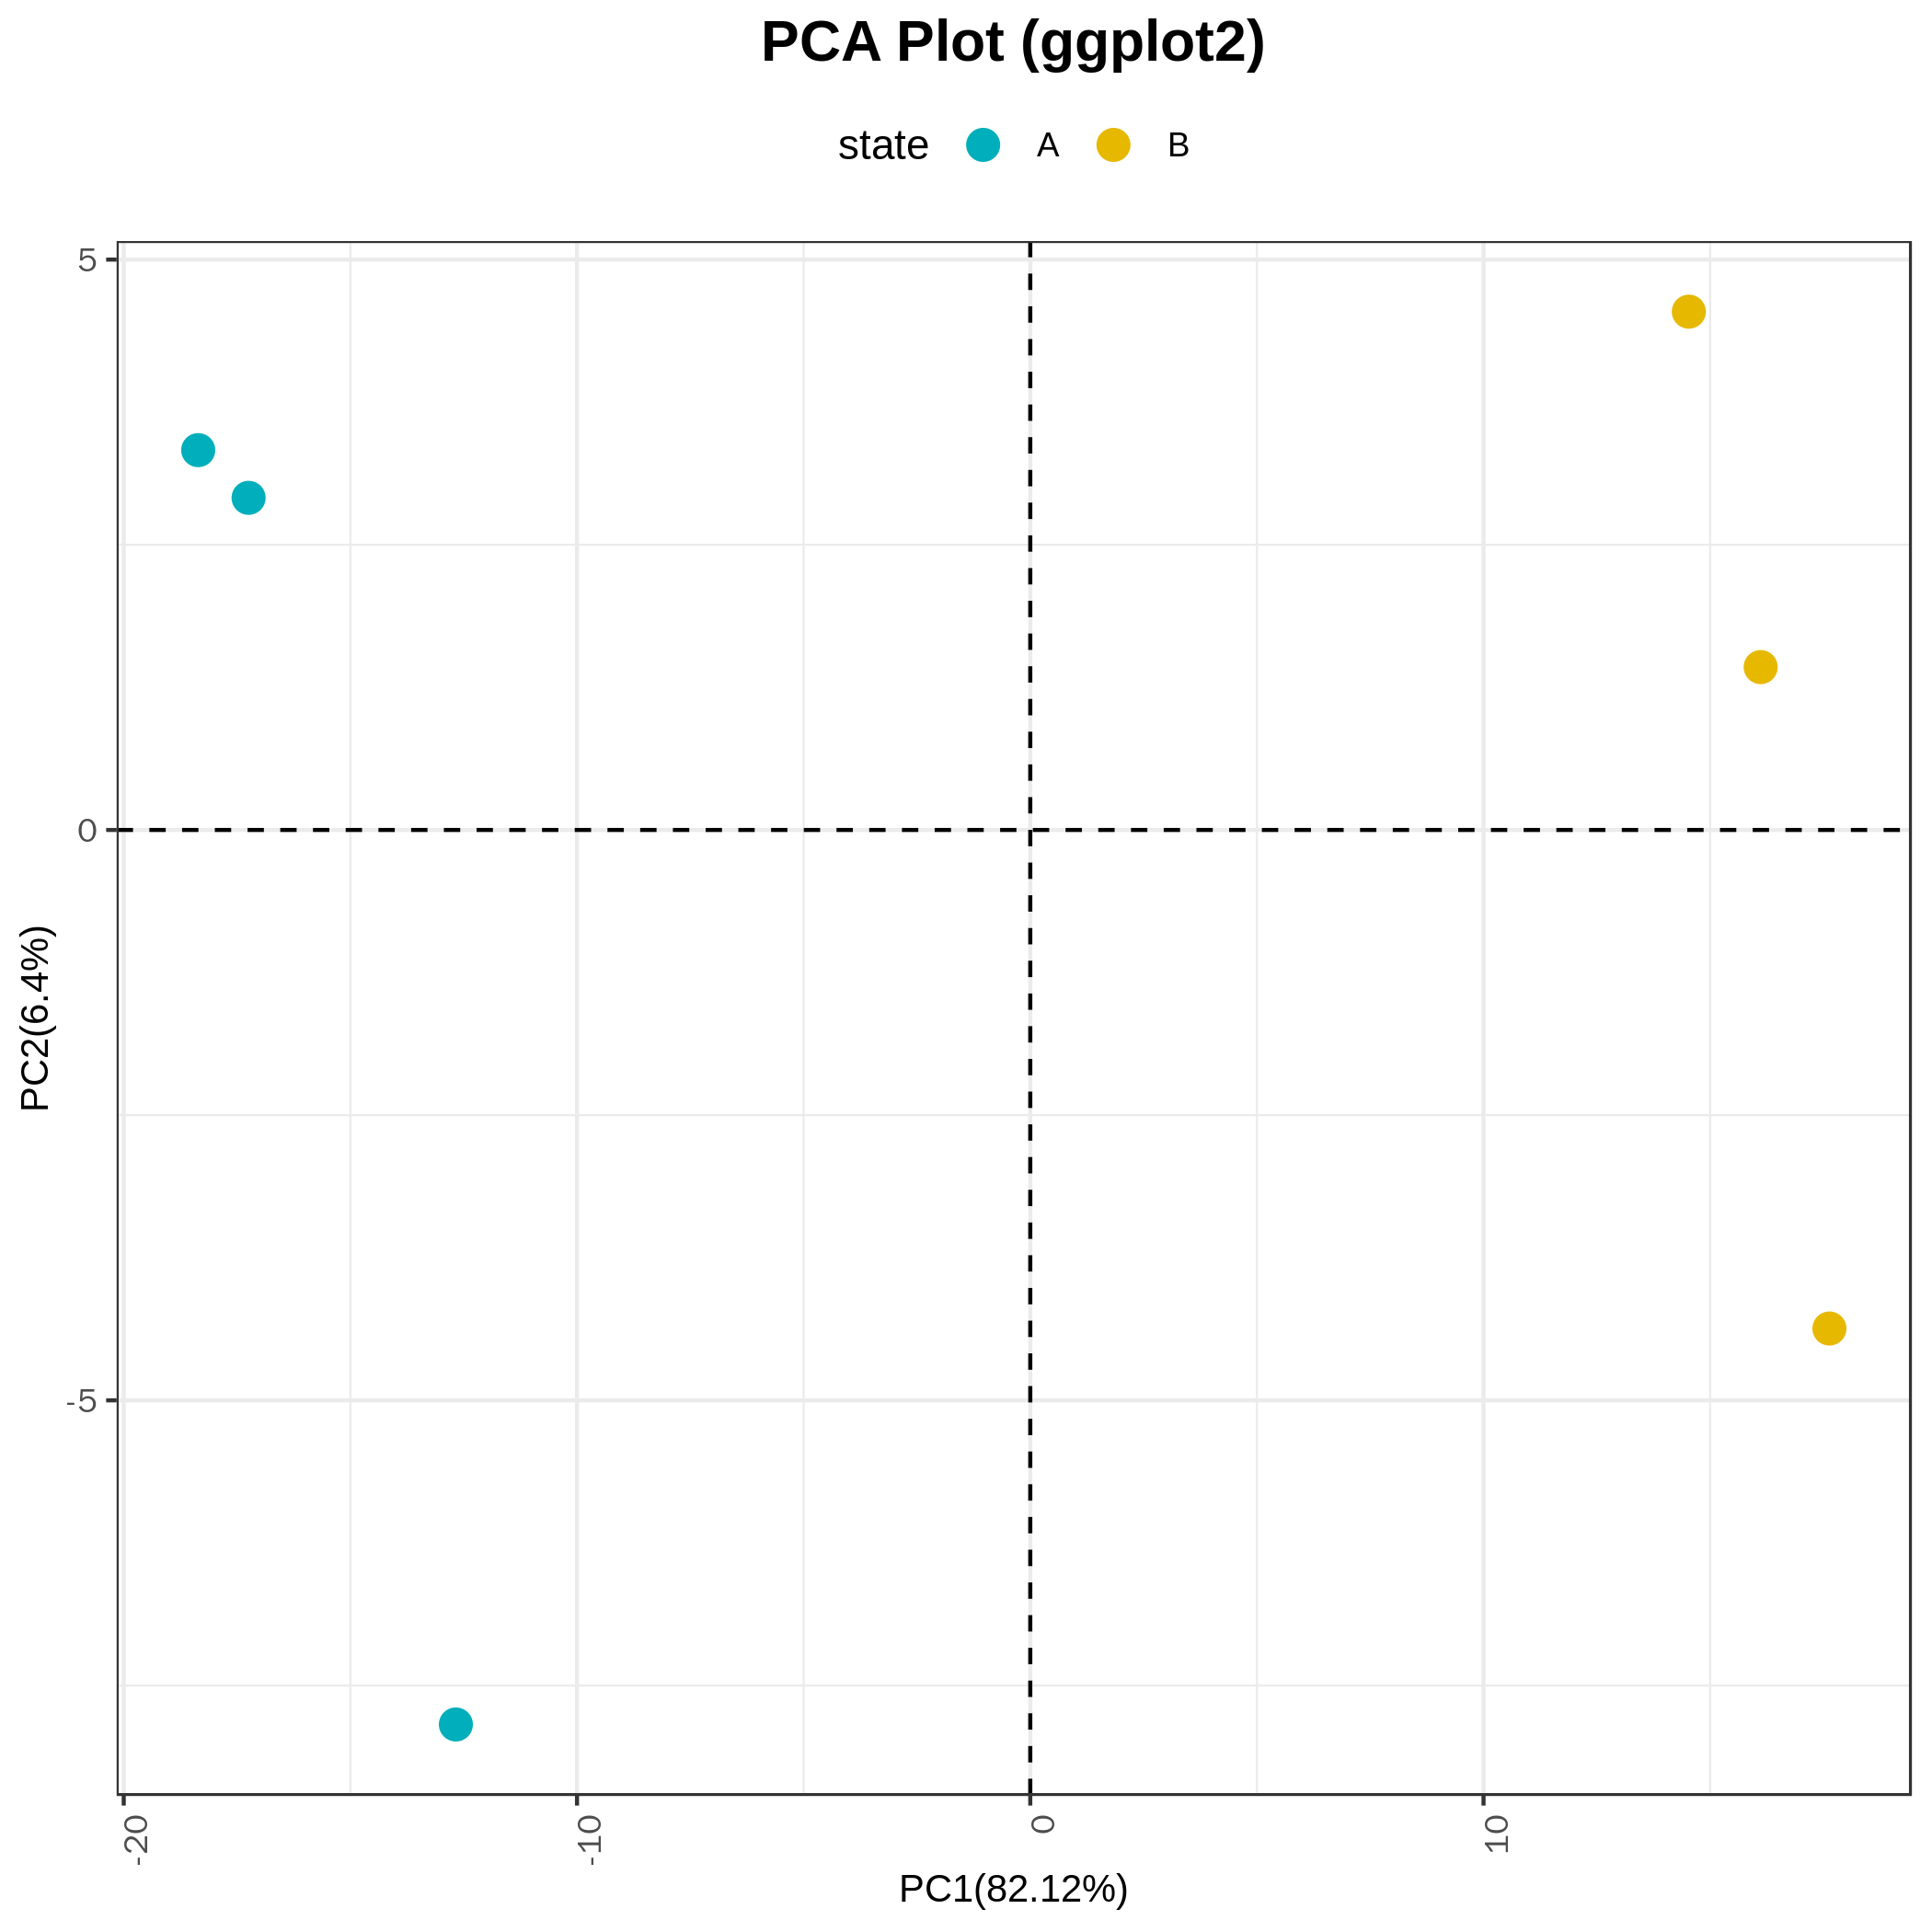 PCA Plot (ggplot2)
state A B
5
0
-5
PC2(6.4%)
-20 -10 0 10
PC1(82.12%)